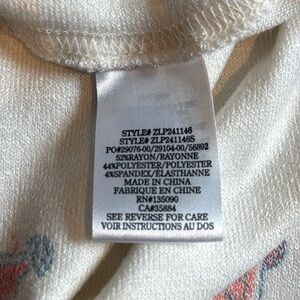 STYLE# ZLP241146
STYLE# ZLP241146S
PO#29076-00/29104-00/56892
52%RAYON/RAYONNE
44%POLYESTER/POLYESTER
4%SPANDEX/ÉLASTHANNE
MADE IN CHINA
FABRIQUE EN CHINE
RN#135090
CA#35884
SEE REVERSE FOR CARE
VOIR INSTRUCTIONS AU DOS